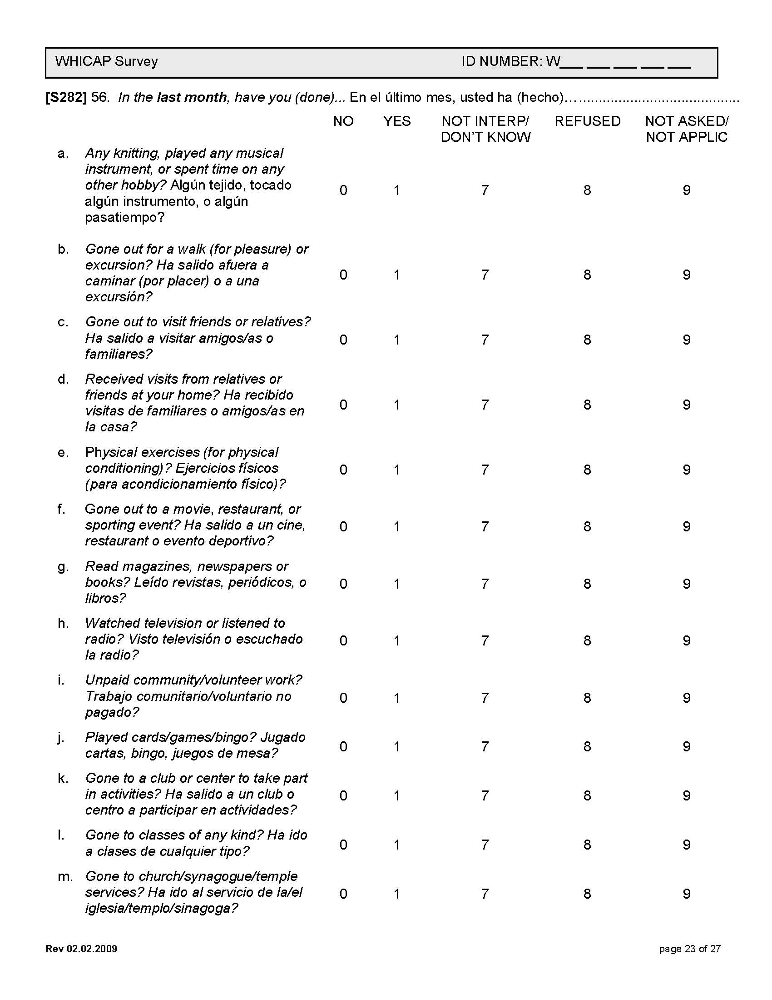 WHICAP Survey ID NUMBER: W___ ___ ___ ___ ___
[S282] 56. In the last month, have you (done)... En el último mes, usted ha (hecho)….........................................
NO YES NOT INTERP/ REFUSED NOT ASKED/
DON'T KNOW NOT APPLIC
a. Any knitting, played any musical
instrument, or spent time on any
other hobby? Algún tejido, tocado
algún instrumento, o algún
pasatiempo?
0 1 7 8 9
b. Gone out for a walk (for pleasure) or
excursion? Ha salido afuera a
caminar (por placer) o a una
excursión?
0 1 7 8 9
c. Gone out to visit friends or relatives?
Ha salido a visitar amigos/as o
familiares?
0 1 7 8 9
d. Received visits from relatives or
friends at your home? Ha recibido
visitas de familiares o amigos/as en
la casa?
0 1 7 8 9
e. Physical exercises (for physical
conditioning)? Ejercicios físicos
(para acondicionamiento físico)?
0 1 7 8 9
f. Gone out to a movie, restaurant, or
sporting event? Ha salido a un cine,
restaurant o evento deportivo?
0 1 7 8 9
g. Read magazines, newspapers or
books? Leído revistas, periódicos, o
libros?
0 1 7 8 9
h. Watched television or listened to
radio? Visto televisión o escuchado
la radio?
0 1 7 8 9
i. Unpaid community/volunteer work?
Trabajo comunitario/voluntario no
pagado?
0 1 7 8 9
j. Played cards/games/bingo? Jugado
cartas, bingo, juegos de mesa?
0 1 7 8 9
k. Gone to a club or center to take part
in activities? Ha salido a un club o
centro a participar en actividades?
0 1 7 8 9
l. Gone to classes of any kind? Ha ido
a clases de cualquier tipo?
0 1 7 8 9
m. Gone to church/synagogue/temple
services? Ha ido al servicio de la/el
iglesia/templo/sinagoga?
0 1 7 8 9
Rev 02.02.2009 page 23 of 27